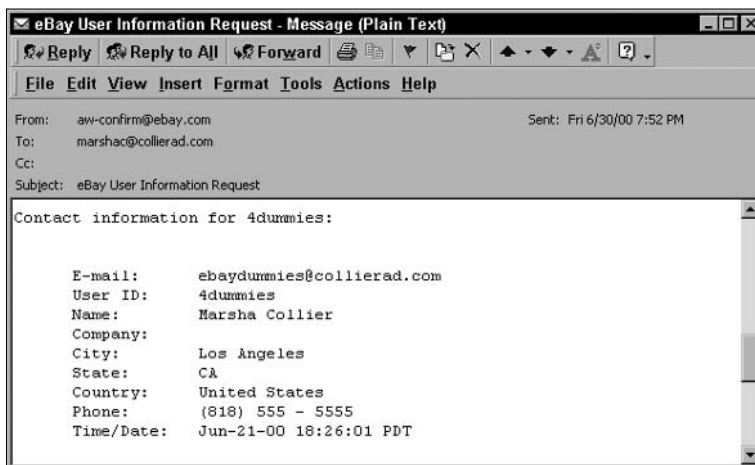 eBay User Information Request - Message (Plain Text)
Reply Reply to All Forward
File Edit View Insert Format Tools Actions Help
From: aw-confirm@ebay.com Sent: Fri 6/30/00 7:52 PM
To: marshac@collierad.com
Cc:
Subject: eBay User Information Request
Contact information for 4dummies:
E-mail: ebaydummies@collierad.com
User ID: 4dummies
Name: Marsha Collier
Company:
City: Los Angeles
State: CA
Country: United States
Phone: (818) 555 - 5555
Time/Date: Jun-21-00 18:26:01 PDT